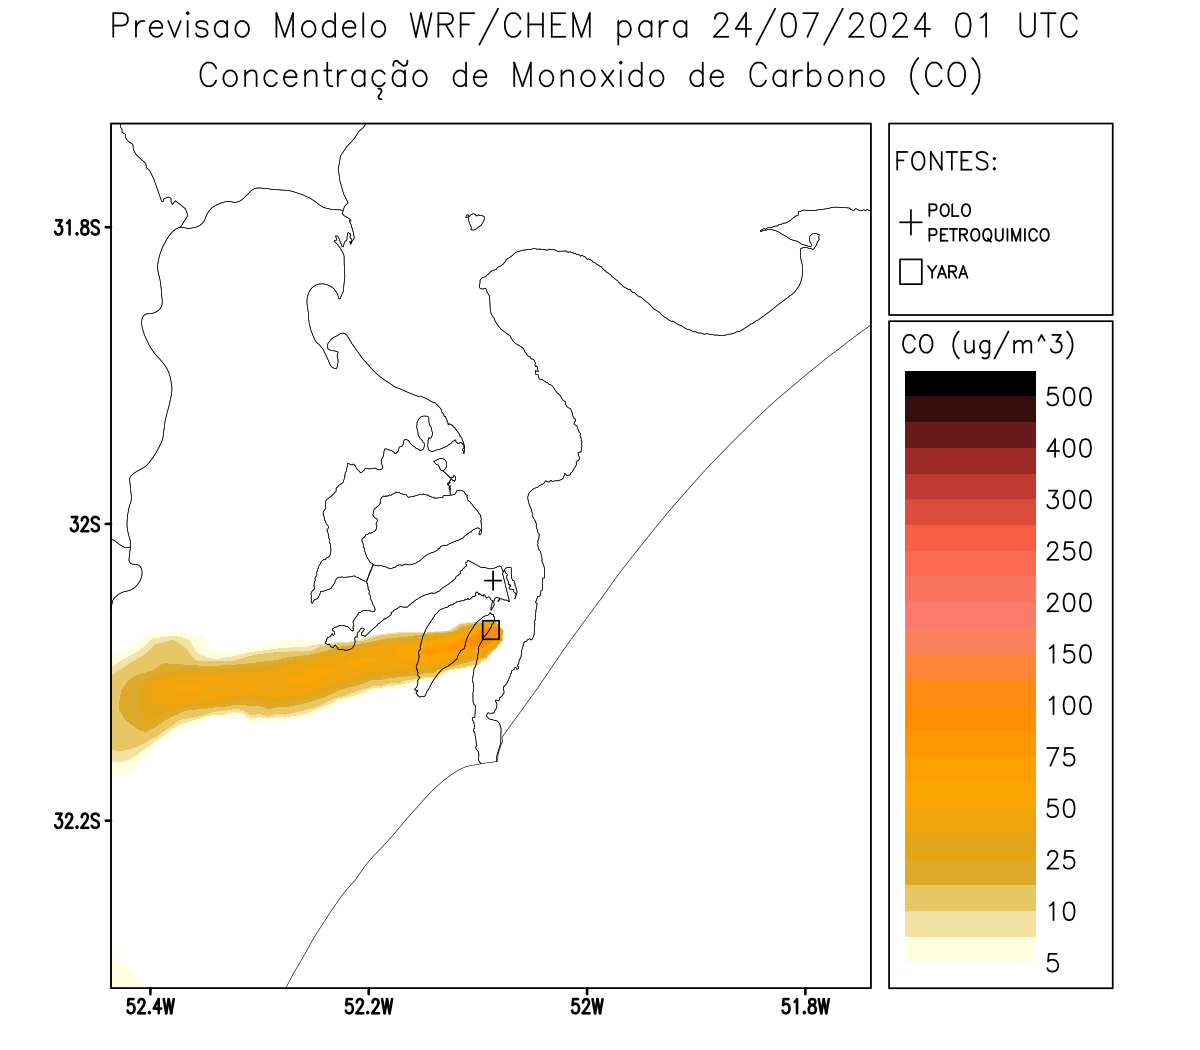 Previsao Modelo WRF/CHEM para 24/07/2024 01 UTC
Concentração de Monoxido de Carbono (CO)
FONTES:
POLO
PETROQUIMICO
YARA
CO (ug/m^3)
500
400
300
250
200
150
100
75
50
25
10
5
31.8S
32S
32.2S
52.4W
52.2W
52W
51.8W